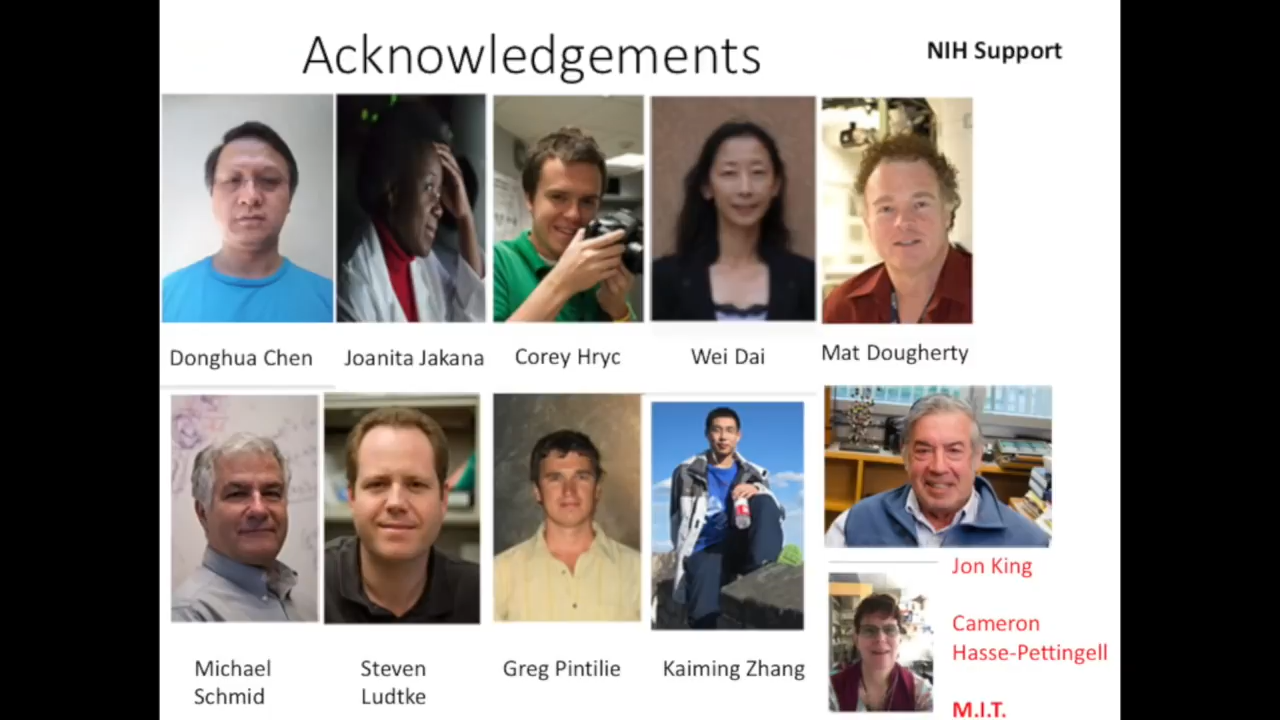 Acknowledgements
NIH Support
Donghua Chen
Joanita Jakana
Corey Hryc
Wei Dai
Mat Dougherty
Jon King
Cameron
Hasse-Pettingell
M.I.T.
Michael
Schmid
Steven
Ludtke
Greg Pintilie
Kaiming Zhang